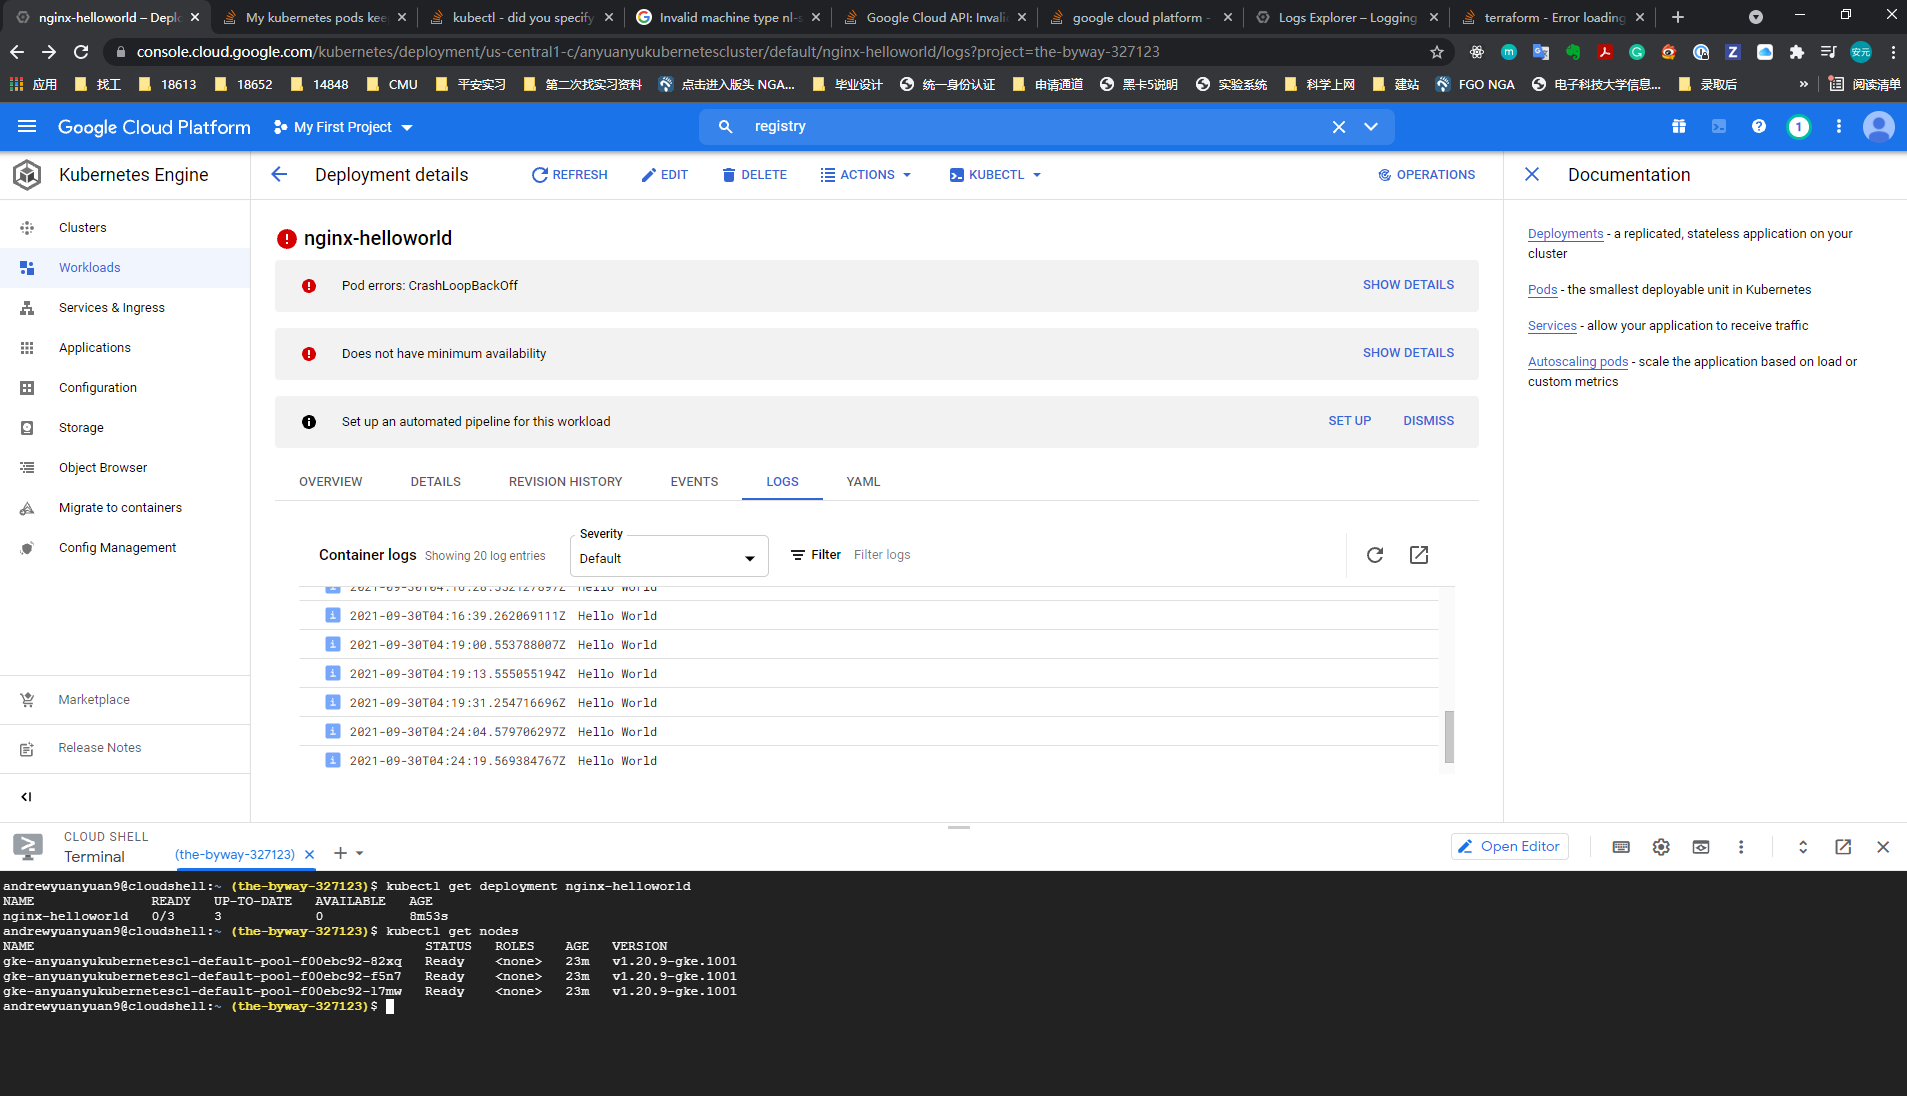 nginx-helloworld – Deplo
My kubernetes pods kee
kubectl - did you specify
Invalid machine type nl-s
Google Cloud API: Invalid
google cloud platform -
Logs Explorer – Logging
terraform - Error loading
console.cloud.google.com/kubernetes/deployment/us-central1-c/anyuanyukubernetescluster/default/nginx-helloworld/logs?project=the-byway-327123
应用 找工 18613 18652 14848 CMU 平安实习 第二次找实习资料 点击进入版头 NGA... 毕业设计 统一身份认证 申请通道 黑卡5说明 实验系统 科学上网 建站 FGO NGA 电子科技大学信息... 录取后 » 阅读清单
Google Cloud Platform My First Project registry 1
Kubernetes Engine
Deployment details REFRESH EDIT DELETE ACTIONS KUBECTL OPERATIONS
Documentation
Clusters
Workloads
Services & Ingress
Applications
Configuration
Storage
Object Browser
Migrate to containers
Config Management
Marketplace
Release Notes
nginx-helloworld
Pod errors: CrashLoopBackOff SHOW DETAILS
Does not have minimum availability SHOW DETAILS
Set up an automated pipeline for this workload SET UP DISMISS
OVERVIEW DETAILS REVISION HISTORY EVENTS LOGS YAML
Severity
Container logs Showing 20 log entries Default Filter Filter logs
2021-09-30T04:16:28.552127897Z Hello World
2021-09-30T04:16:39.262069111Z Hello World
2021-09-30T04:19:00.553788007Z Hello World
2021-09-30T04:19:13.555055194Z Hello World
2021-09-30T04:19:31.254716696Z Hello World
2021-09-30T04:24:04.579706297Z Hello World
2021-09-30T04:24:19.569384767Z Hello World
Deployments - a replicated, stateless application on your
cluster
Pods - the smallest deployable unit in Kubernetes
Services - allow your application to receive traffic
Autoscaling pods - scale the application based on load or
custom metrics
CLOUD SHELL
Terminal (the-byway-327123) Open Editor
andrewyuanyuan9@cloudshell:~ (the-byway-327123)$ kubectl get deployment nginx-helloworld
NAME READY UP-TO-DATE AVAILABLE AGE
nginx-helloworld 0/3 3 0 8m53s
andrewyuanyuan9@cloudshell:~ (the-byway-327123)$ kubectl get nodes
NAME STATUS ROLES AGE VERSION
gke-anyuanyukubernetescl-default-pool-f00ebc92-82xq Ready <none> 23m v1.20.9-gke.1001
gke-anyuanyukubernetescl-default-pool-f00ebc92-f5n7 Ready <none> 23m v1.20.9-gke.1001
gke-anyuanyukubernetescl-default-pool-f00ebc92-l7mw Ready <none> 23m v1.20.9-gke.1001
andrewyuanyuan9@cloudshell:~ (the-byway-327123)$